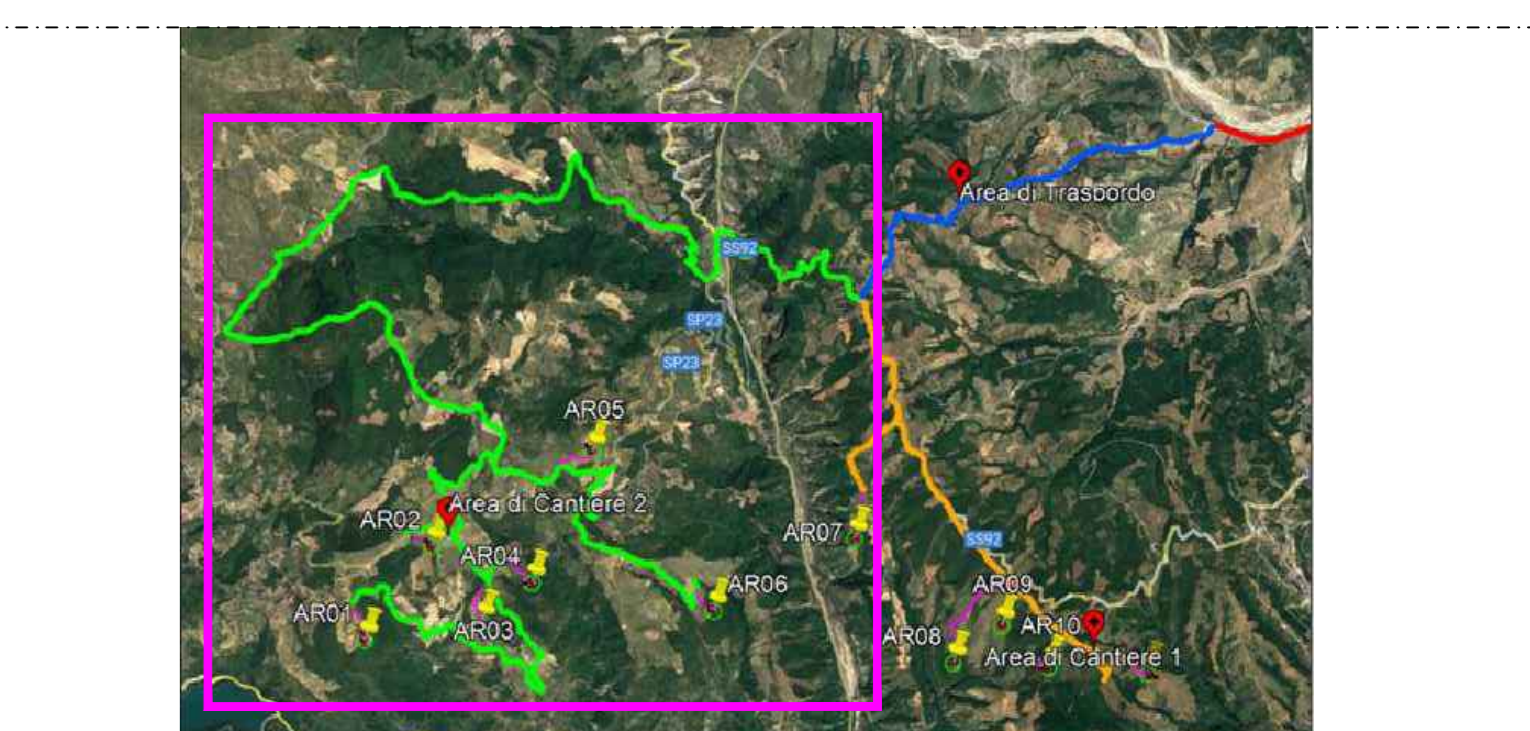 Area di Trasbordo
SS92
SP23
SP23
AR05
Area di Cantiere 2
AR02
AR07
SS92
AR04
AR06
AR09
AR01
AR03
AR10
AR08
Area di Cantiere 1